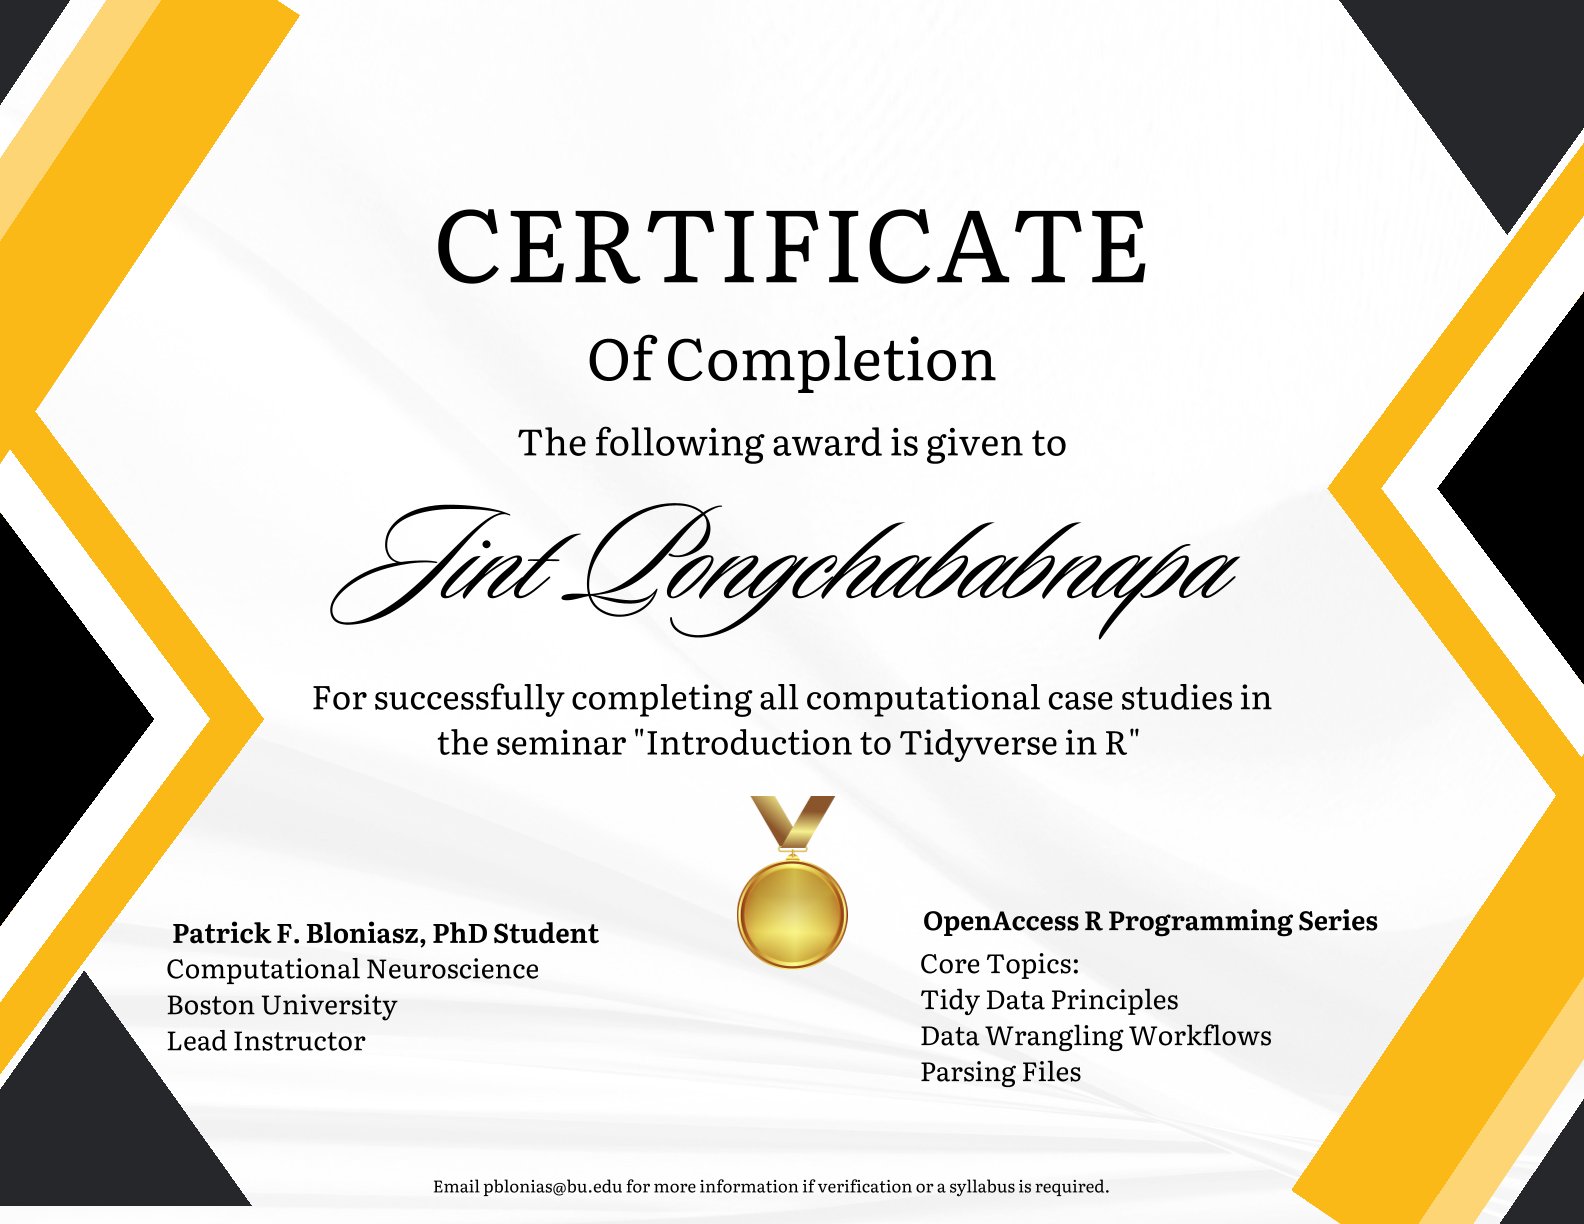 CERTIFICATE
Of Completion
The following award is given to
Jint Pongchababnapa
For successfully completing all computational case studies in
the seminar "Introduction to Tidyverse in R"
Patrick F. Bloniasz, PhD Student
Computational Neuroscience
Boston University
Lead Instructor
OpenAccess R Programming Series
Core Topics:
Tidy Data Principles
Data Wrangling Workflows
Parsing Files
Email pblonias@bu.edu for more information if verification or a syllabus is required.